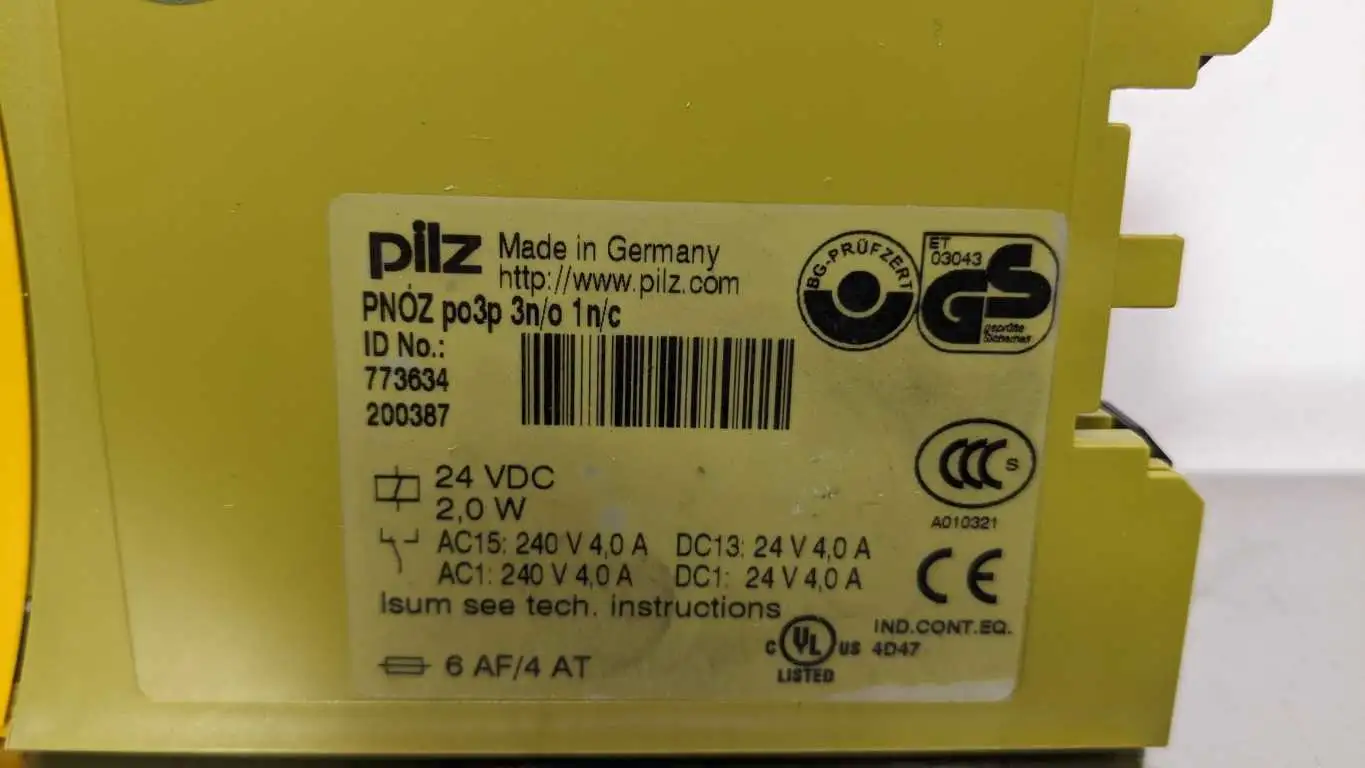 pilz Made in Germany
http://www.pilz.com
PNOZ po3p 3n/o 1n/c
ID No.:
773634
200387
BG-PRÜFZERT
ET
03043
GS
geprüfte
Sicherheit
24 VDC
2,0 W
AC15: 240 V 4,0 A DC13: 24 V 4,0 A
AC1: 240 V 4,0 A DC1: 24 V 4,0 A
Isum see tech. instructions
6 AF/4 AT
CCC S
A010321
CE
C UL US
LISTED
IND.CONT.EQ.
4D47